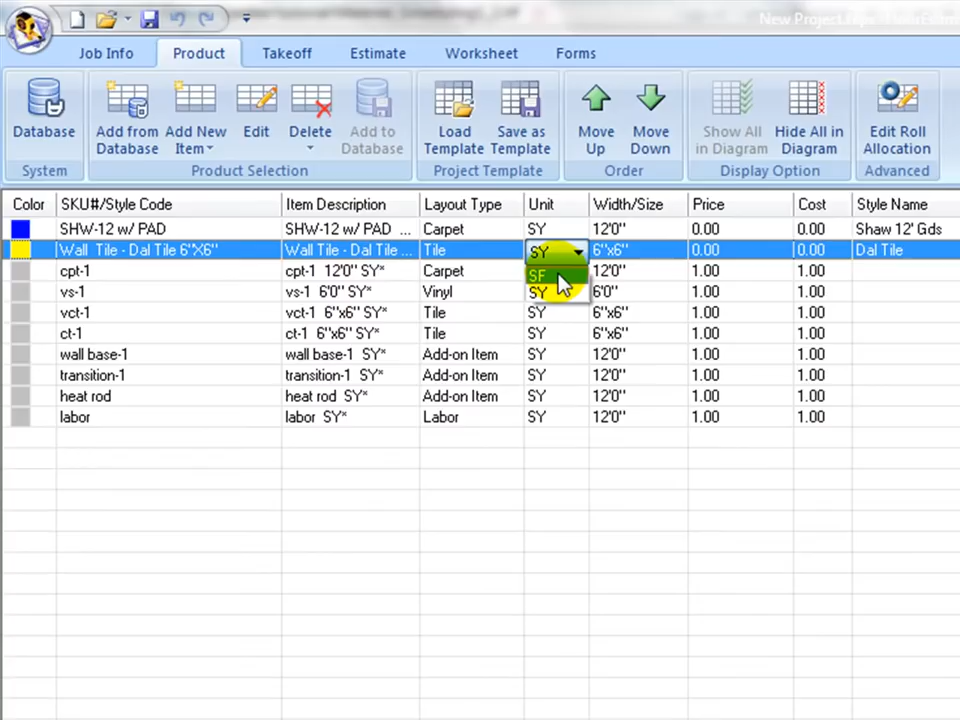 New Project
Job Info Product Takeoff Estimate Worksheet Forms
Database Add from Database Add New Item Edit Delete Add to Database Load Template Save as Template Move Up Move Down Show All in Diagram Hide All in Diagram Edit Roll Allocation
System Product Selection Project Template Order Display Option Advanced
Color SKU#/Style Code Item Description Layout Type Unit Width/Size Price Cost Style Name
SHW-12 w/ PAD SHW-12 w/ PAD ... Carpet SY 12'0" 0.00 0.00 Shaw 12' Gds
Wall Tile - Dal Tile 6"X6" Wall Tile - Dal Tile ... Tile SY 6"x6" 0.00 0.00 Dal Tile
cpt-1 cpt-1 12'0" SY* Carpet SF 12'0" 1.00 1.00
vs-1 vs-1 6'0" SY* Vinyl SY 6'0" 1.00 1.00
vct-1 vct-1 6"x6" SY* Tile SY 6"x6" 1.00 1.00
ct-1 ct-1 6"x6" SY* Tile SY 6"x6" 1.00 1.00
wall base-1 wall base-1 SY* Add-on Item SY 12'0" 1.00 1.00
transition-1 transition-1 SY* Add-on Item SY 12'0" 1.00 1.00
heat rod heat rod SY* Add-on Item SY 12'0" 1.00 1.00
labor labor SY* Labor SY 12'0" 1.00 1.00